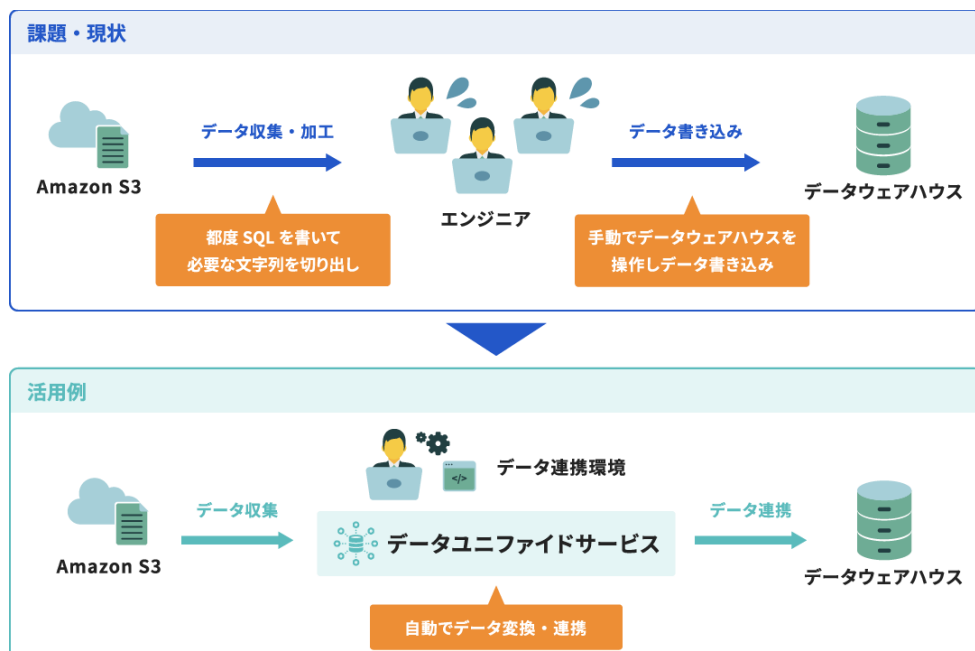 課題・現状
データ収集・加工
データ書き込み
Amazon S3
エンジニア
データウェアハウス
都度 SQL を書いて
必要な文字列を切り出し
手動でデータウェアハウスを
操作しデータ書き込み
活用例
データ連携環境
</>
データ収集
データユニファイドサービス
データ連携
Amazon S3
データウェアハウス
自動でデータ変換・連携